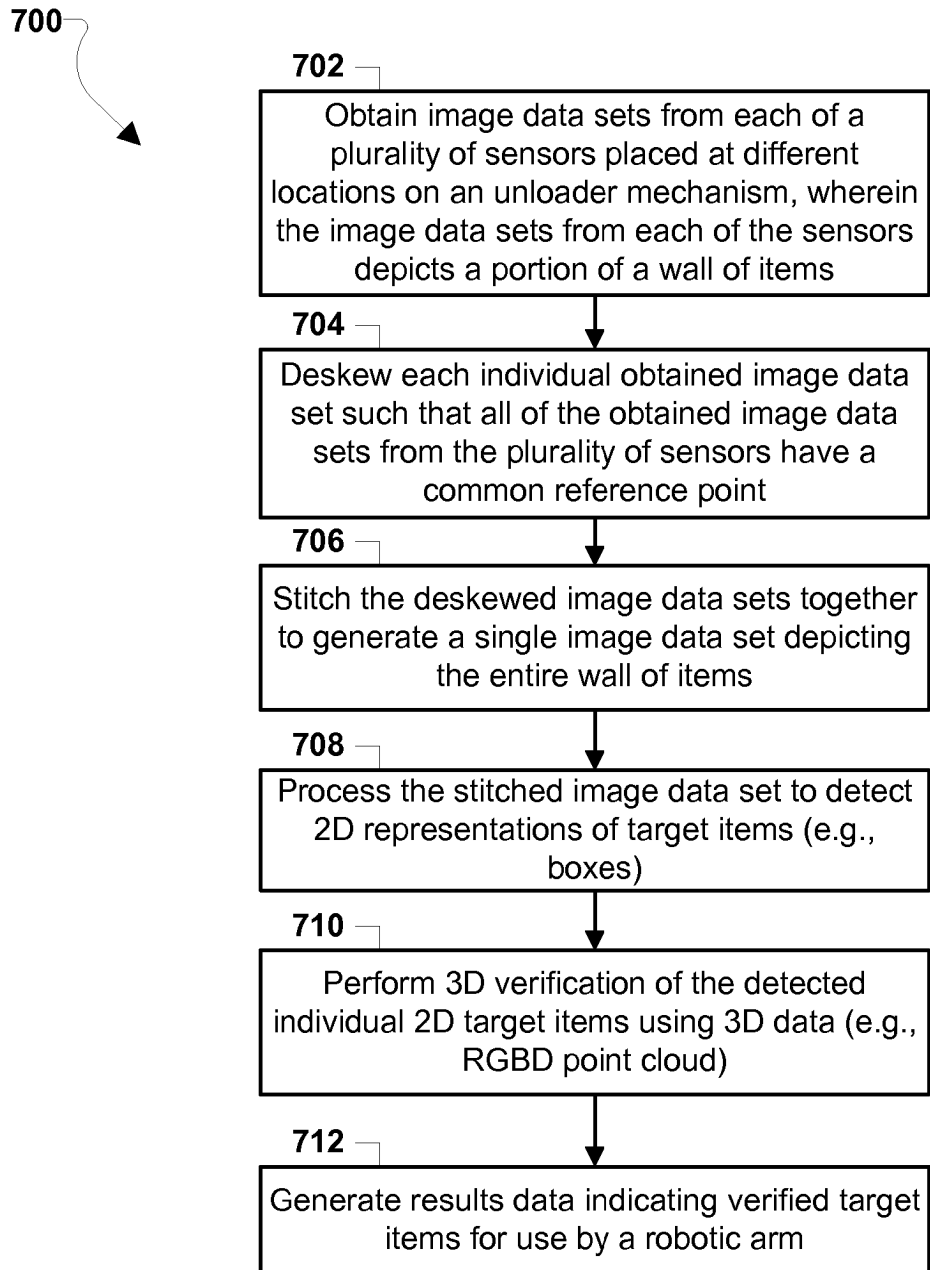 700
702
Obtain image data sets from each of a
plurality of sensors placed at different
locations on an unloader mechanism, wherein
the image data sets from each of the sensors
depicts a portion of a wall of items
704
Deskew each individual obtained image data
set such that all of the obtained image data
sets from the plurality of sensors have a
common reference point
706
Stitch the deskewed image data sets together
to generate a single image data set depicting
the entire wall of items
708
Process the stitched image data set to detect
2D representations of target items (e.g.,
boxes)
710
Perform 3D verification of the detected
individual 2D target items using 3D data (e.g.,
RGBD point cloud)
712
Generate results data indicating verified target
items for use by a robotic arm